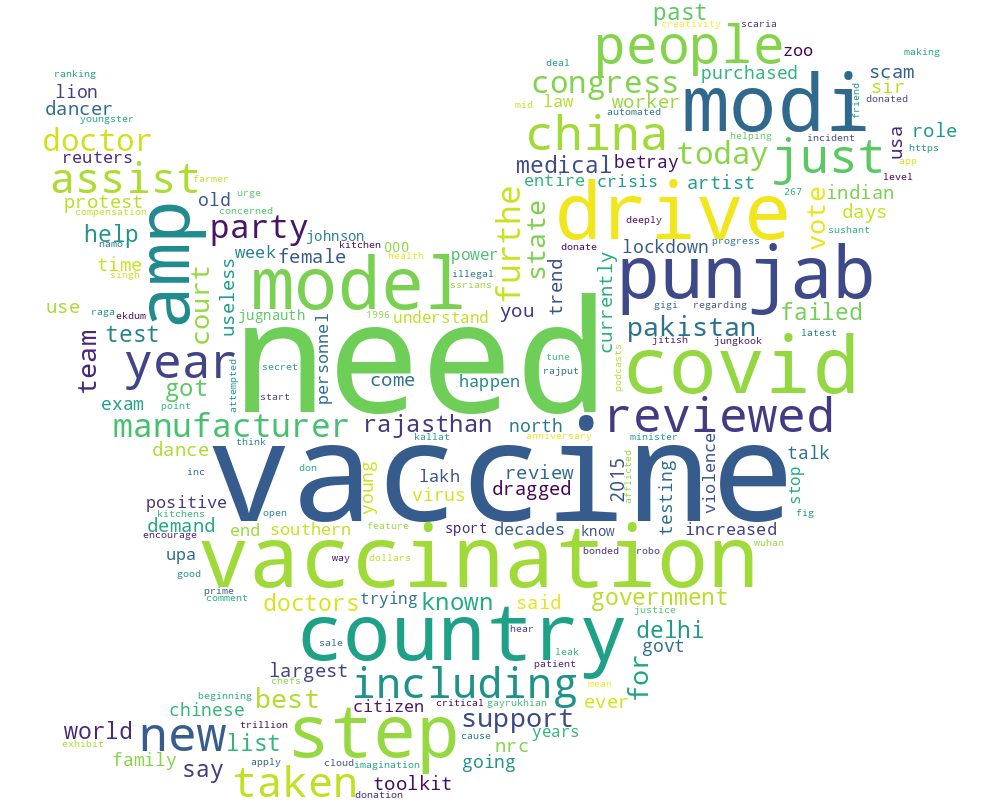 past
creativity
scaria
people
zoo
making
deal
ranking
congress
purchased
scam
lion
modi
friend
sir
mid
law
worker
donated
dancer
automated
youngster
china
helping
incident
usa
role
doctor
today
just
https
reuters
medical
betray
app
assist
farmer
entire
crisis
artist
level
protest
old
urge
furthe
drive
267
vote
indian
compensation
concerned
state
deeply
days
amp
party
johnson
donate
sushant
help
namo
week
female
kitchen
000
power
lockdown
progress
time
singh
court
useless
model
health
illegal
trend
currently
punjab
ssrians
gigi
regarding
use
raga
ekdum
jugnauth
1996
understand
you
failed
test
need
pakistan
latest
team
year
personnel
tune
jitish
jungkook
secret
come
happen
rajput
podcasts
covid
got
attempted
start
exam
point
reviewed
manufacturer
rajasthan
north
anniversary
minister
dance
think
kallat
vaccine
afflicted
violence
talk
inc
don
young
lakh
review
2015
testing
stop
kitchens
positive
virus
dragged
fig
demand
encourage
end
open
southern
feature
sport
decades
know
increased
upa
vaccination
way
dollars
bonded
robo
wuhan
good
prime
comment
doctors
trying
known
said
government
justice
country
hear
delhi
sale
leak
govt
largest
including
patient
for
chefs
mean
beginning
best
citizen
critical
gayrukhian
ever
chinese
world
new
trillion
step
support
years
exhibit
list
cause
nrc
family
say
apply
cloud
imagination
going
taken
toolkit
donation